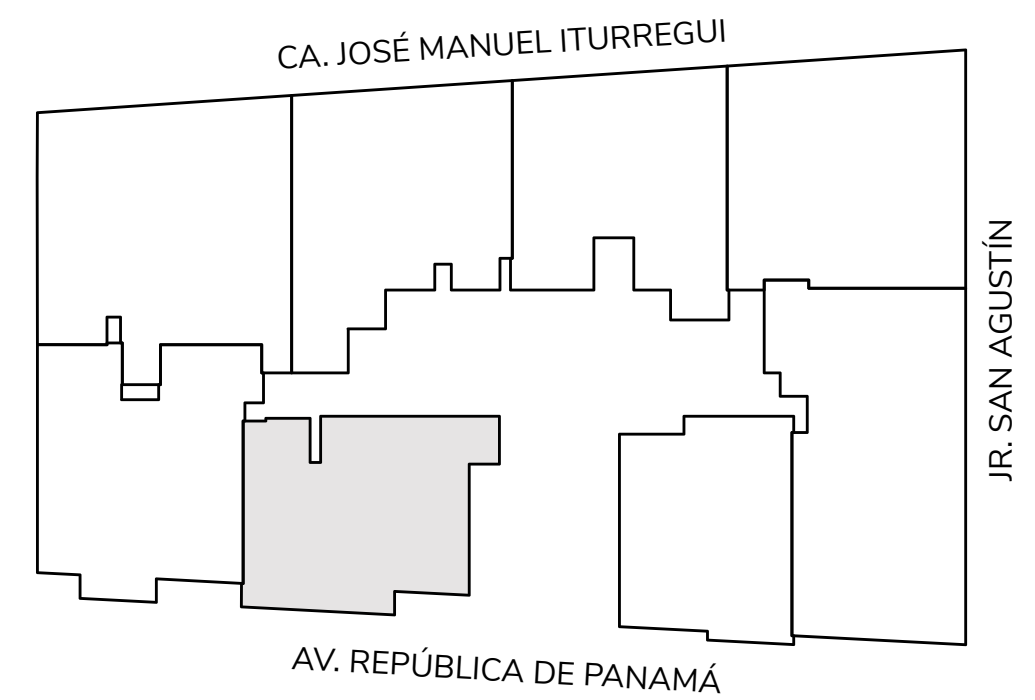 CA. JOSÉ MANUEL ITURREGUI
JR. SAN AGUSTÍN
AV. REPÚBLICA DE PANAMÁ